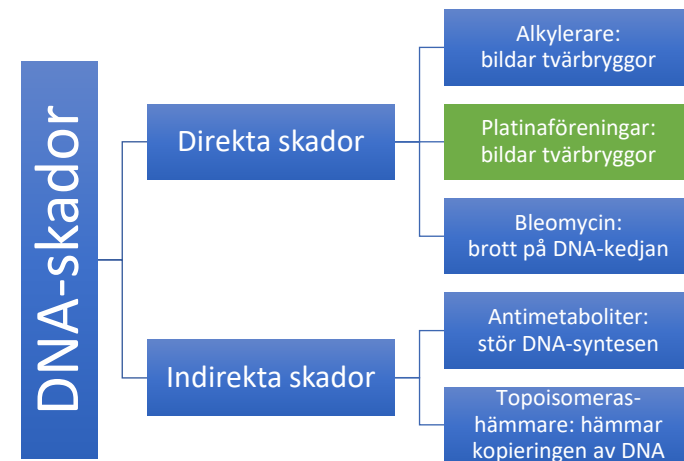 DNA-skador
Direkta skador
Alkylerare:
bildar tvärbryggor
Platinaföreningar:
bildar tvärbryggor
Bleomycin:
brott på DNA-kedjan
Indirekta skador
Antimetaboliter:
stör DNA-syntesen
Topoisomeras-
hämmare: hämmar
kopieringen av DNA